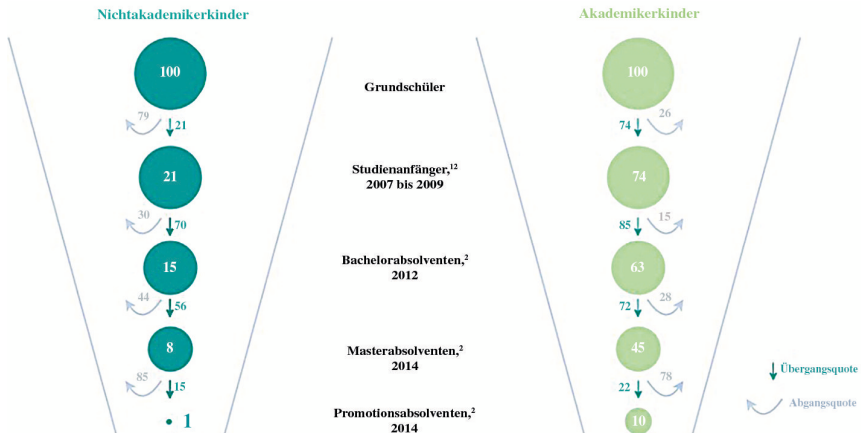 Nichtakademikerkinder Akademikerkinder
100 Grundschüler 100
79 21 74 26
21 Studienanfänger,¹² 74
2007 bis 2009
30 70 85 15
15 Bachelorabsolventen,² 63
2012
44 56 72 28
8 Masterabsolventen,² 45
2014
85 15 22 78
Übergangsquote
Abgangsquote
1 Promotionsabsolventen,² 10
2014